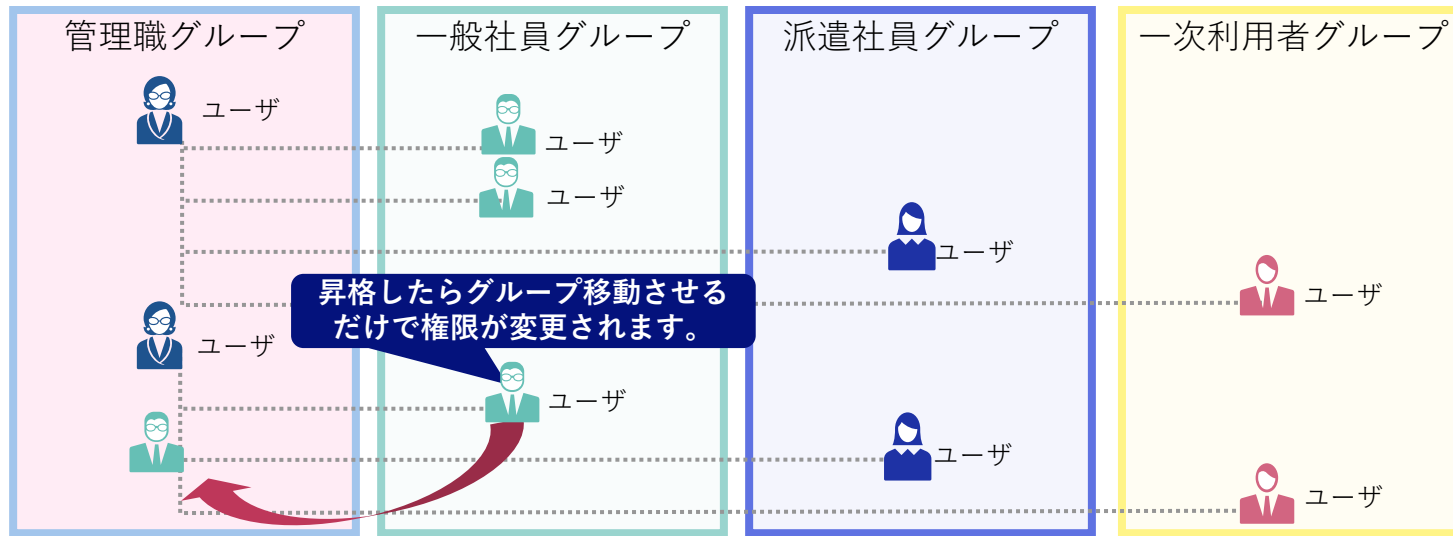 管理職グループ
一般社員グループ
派遣社員グループ
一次利用者グループ
ユーザ
ユーザ
ユーザ
ユーザ
昇格したらグループ移動させる
だけで権限が変更されます。
ユーザ
ユーザ
ユーザ
ユーザ
ユーザ